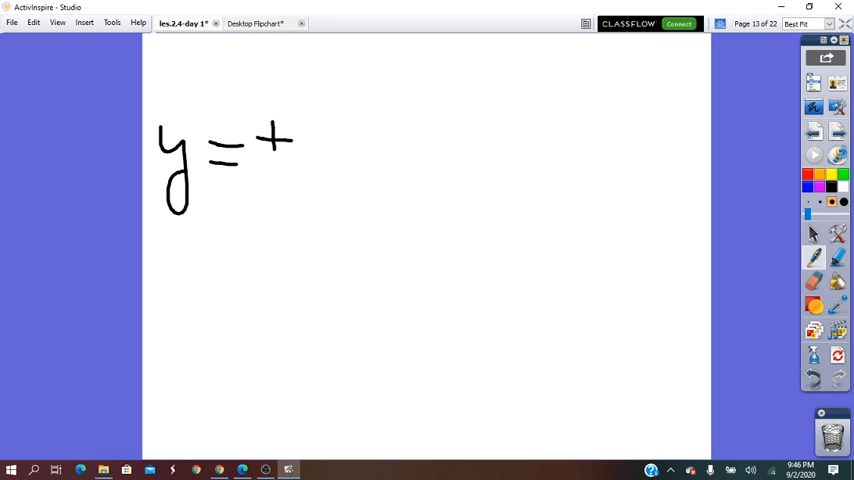 ActivInspire - Studio
File Edit View Insert Tools Help les.2.4-day 1* Desktop Flipchart* CLASSFLOW Connect Page 13 of 22 Best Fit
y = +
9:46 PM
9/2/2020